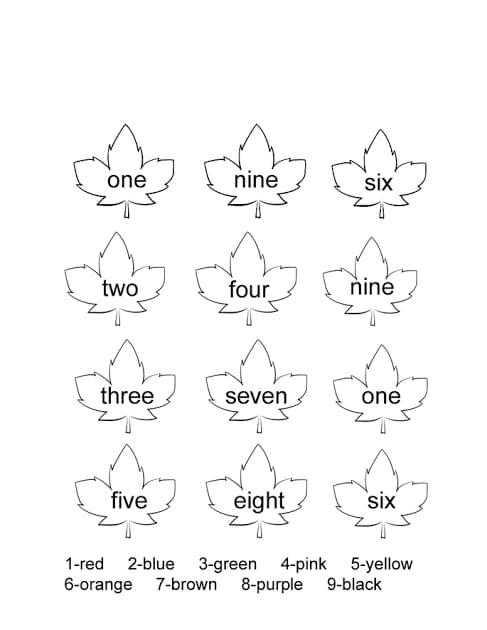 one nine six
two four nine
three seven one
five eight six
1-red 2-blue 3-green 4-pink 5-yellow
6-orange 7-brown 8-purple 9-black